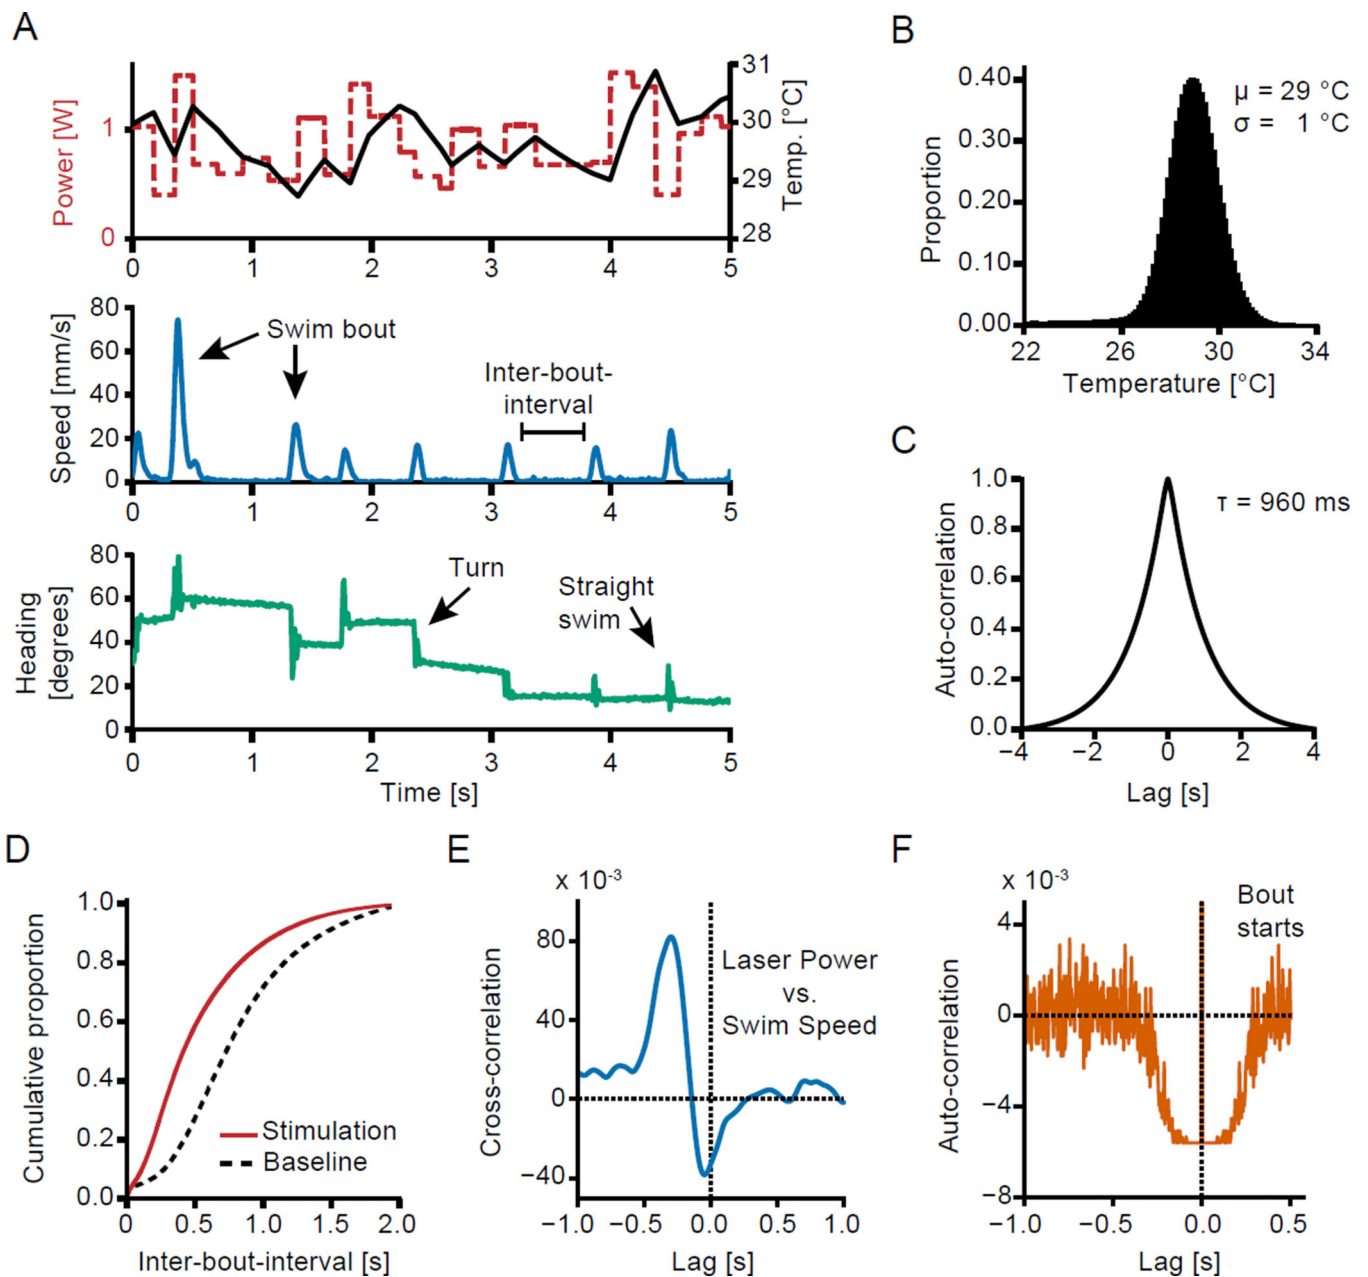 A
Power [W]
1
0
31
30
29
28
Temp. [°C]
0 1 2 3 4 5
Speed [mm/s]
80
60
40
20
0
Swim bout
Inter-bout-
interval
0 1 2 3 4 5
Heading
[degrees]
80
60
40
20
0
Turn
Straight
swim
0 1 2 3 4 5
Time [s]
B
Proportion
0.40
0.30
0.20
0.10
0.00
μ = 29 °C
σ = 1 °C
22 26 30 34
Temperature [°C]
C
Auto-correlation
1.0
0.8
0.6
0.4
0.2
0.0
τ = 960 ms
−4 −2 0 2 4
Lag [s]
D
Cumulative proportion
1.0
0.8
0.6
0.4
0.2
0.0
Stimulation
Baseline
0 0.5 1.0 1.5 2.0
Inter-bout-interval [s]
E
x 10-3
Cross-correlation
80
40
0
−40
Laser Power
vs.
Swim Speed
−1.0 −0.5 0.0 0.5 1.0
Lag [s]
F
x 10-3
Auto-correlation
4
0
−4
−8
Bout
starts
−1.0 −0.5 0.0 0.5
Lag [s]